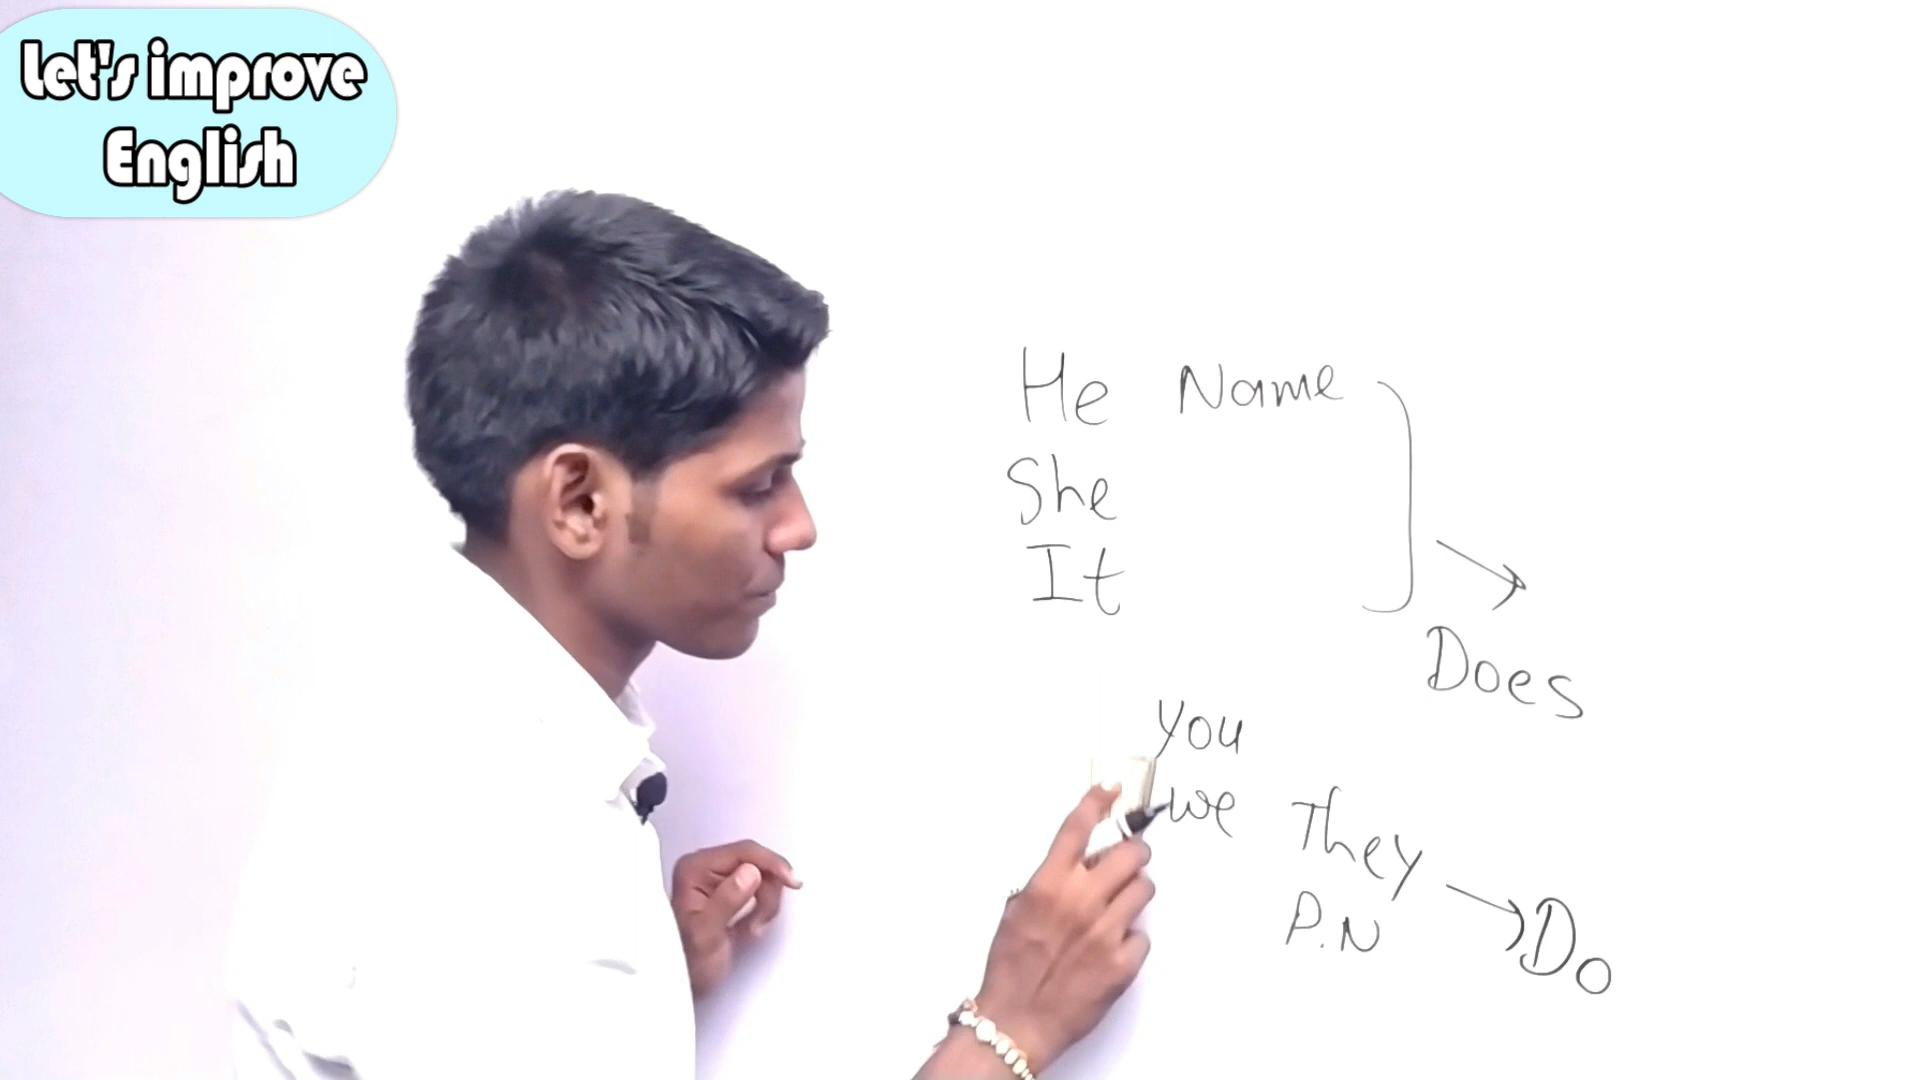 Let's improve
English
He Name
She
It
Does
You
we They
P.N
Do